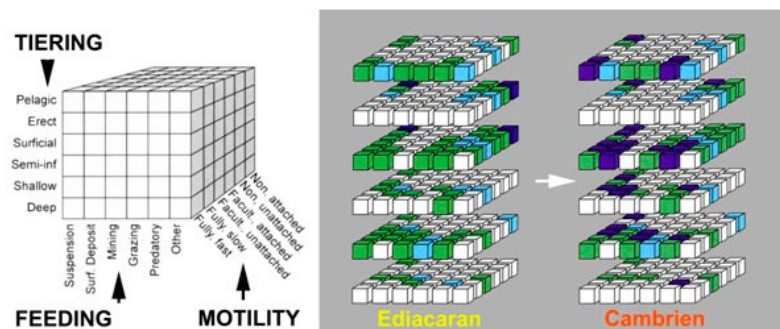 TIERING
Pelagic
Erect
Surficial
Semi-inf
Shallow
Deep
Suspension
Surf. Deposit
Mining
Grazing
Predatory
Other
Non, attached
Non, unattached
Facult., attached
Facult., unattached
Fully, slow
Fully, fast
FEEDING
MOTILITY
Ediacaran
Cambrien